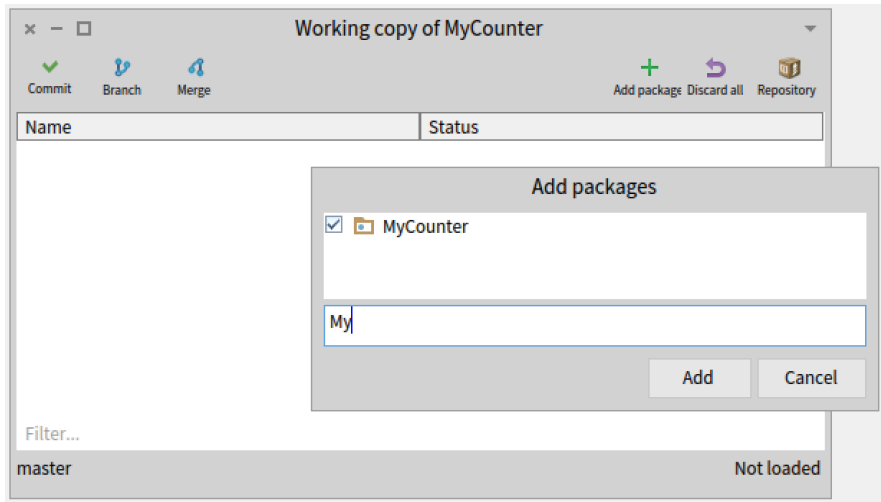 Working copy of MyCounter
Commit Branch Merge Add package Discard all Repository
Name Status
Add packages
MyCounter
My
Add Cancel
Filter...
master Not loaded